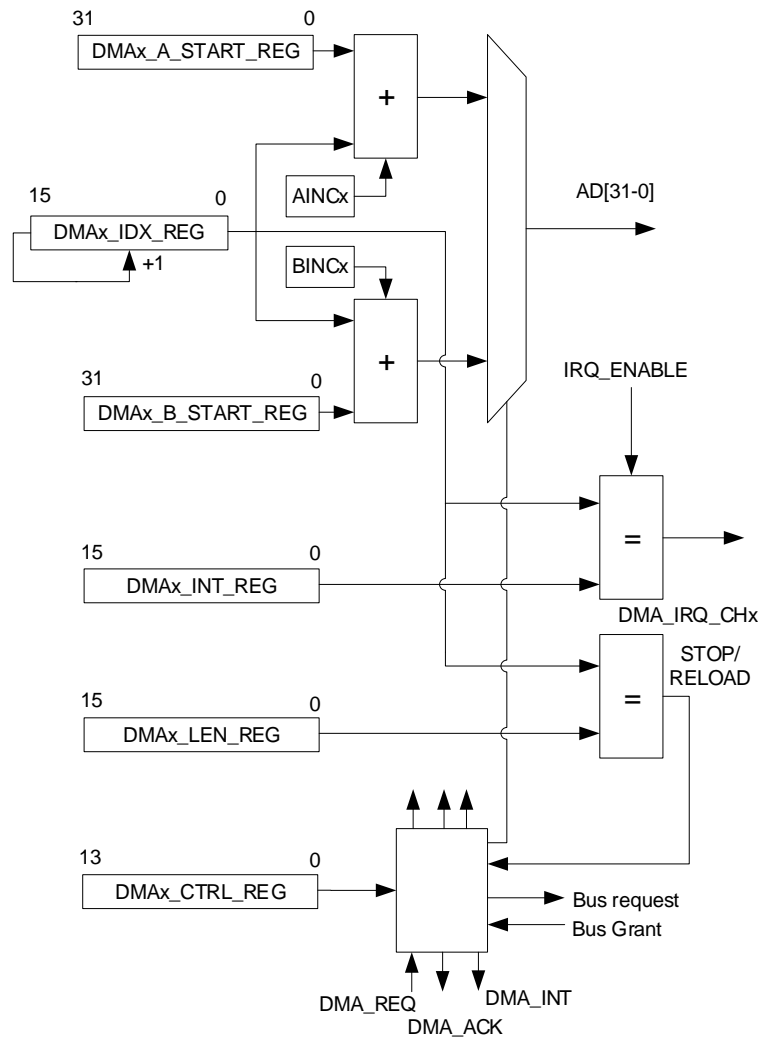 31 0
DMAx_A_START_REG
+
AINCx
AD[31-0]
15 0
DMAx_IDX_REG
+1
BINCx
+
31 0
DMAx_B_START_REG
IRQ_ENABLE
=
15 0
DMAx_INT_REG
DMA_IRQ_CHx
STOP/
RELOAD
=
15 0
DMAx_LEN_REG
13 0
DMAx_CTRL_REG
Bus request
Bus Grant
DMA_REQ
DMA_ACK
DMA_INT